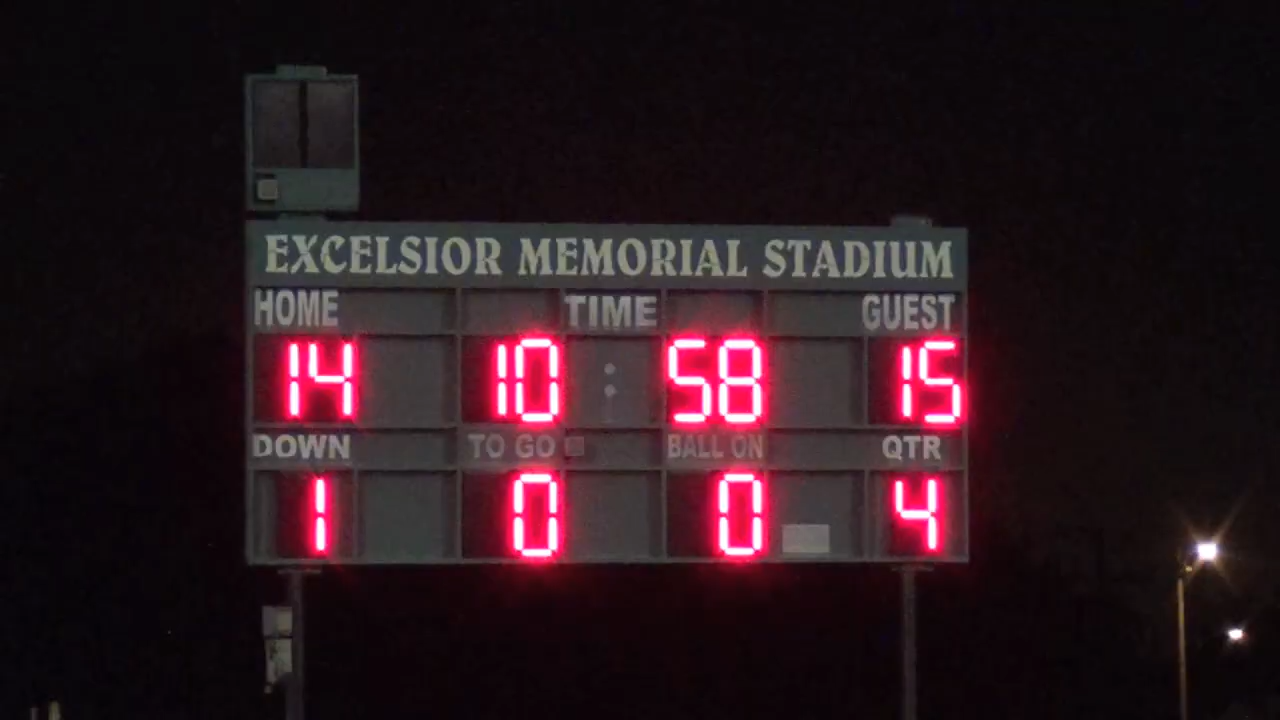 EXCELSIOR MEMORIAL STADIUM
HOME TIME GUEST
14 10 : 58 15
DOWN TO GO BALL ON QTR
1 0 0 4